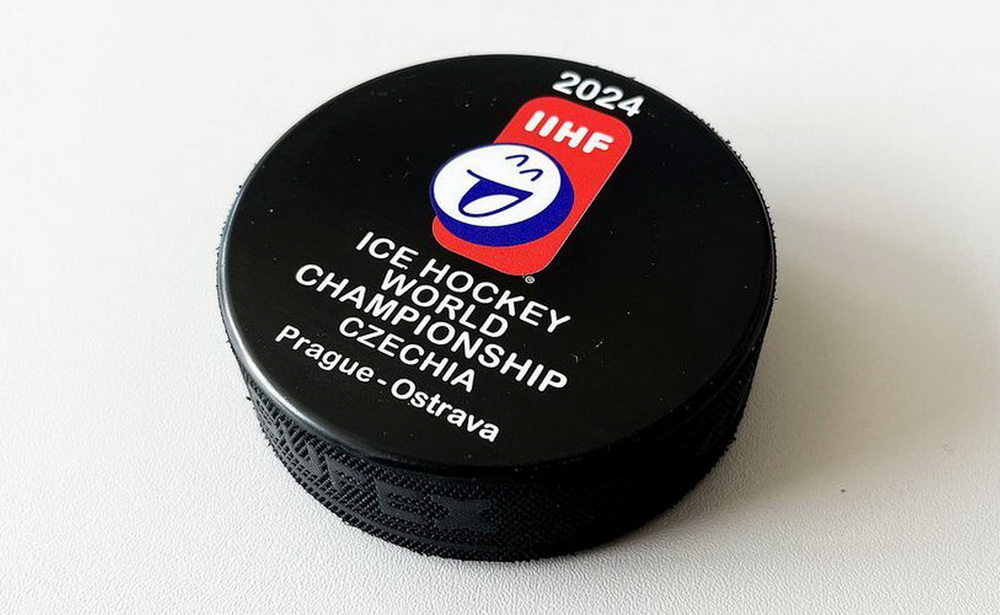 2024
IIHF
®
ICE HOCKEY
WORLD
CHAMPIONSHIP
CZECHIA
Prague - Ostrava